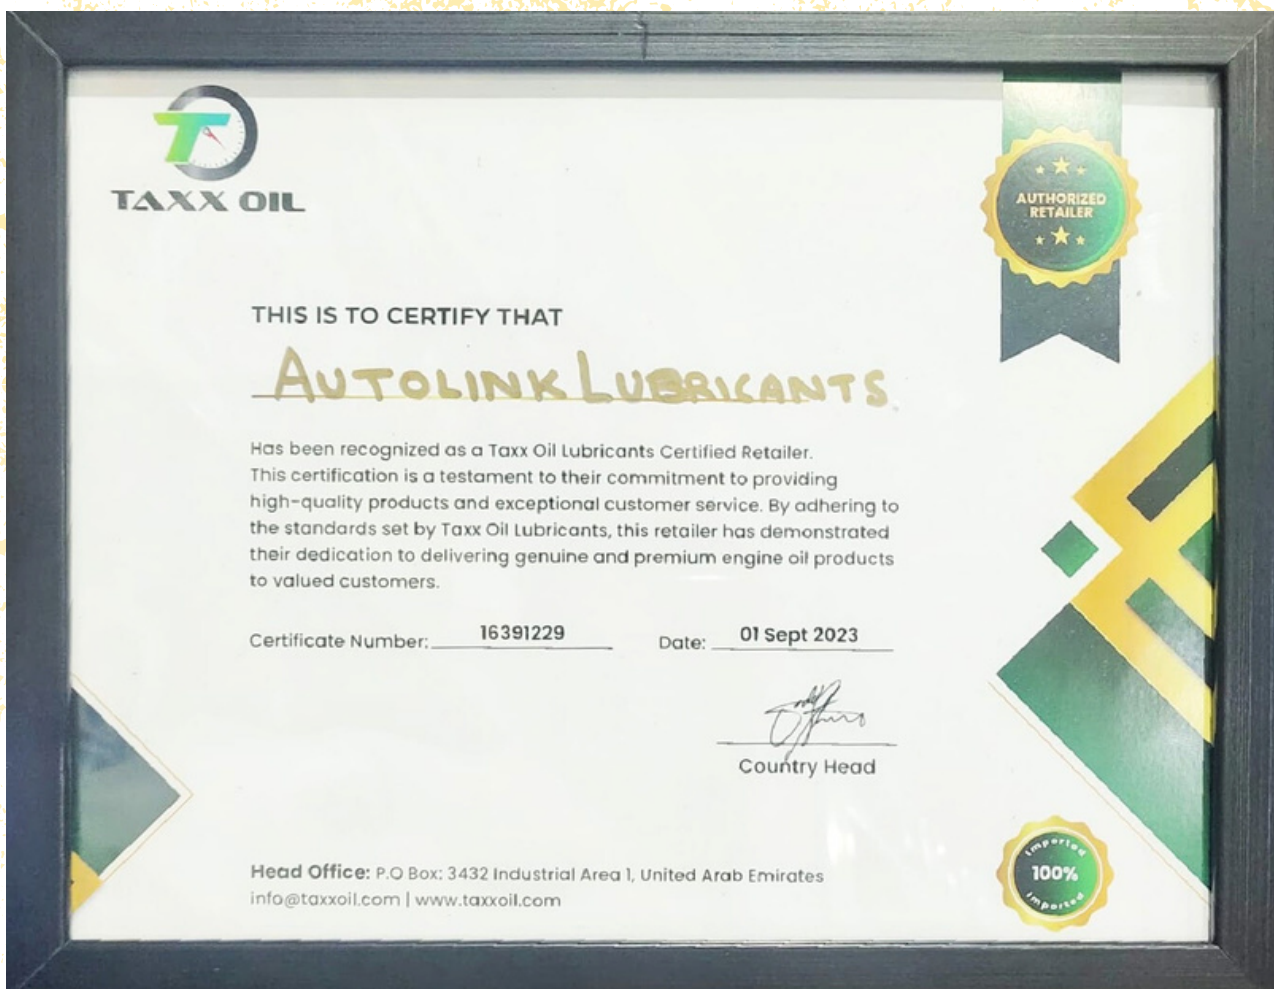 TAXX OIL
AUTHORIZED
RETAILER
THIS IS TO CERTIFY THAT
AUTOLINK LUBRICANTS
Has been recognized as a Taxx Oil Lubricants Certified Retailer.
This certification is a testament to their commitment to providing
high-quality products and exceptional customer service. By adhering to
the standards set by Taxx Oil Lubricants, this retailer has demonstrated
their dedication to delivering genuine and premium engine oil products
to valued customers.
Certificate Number: 16391229 Date: 01 Sept 2023
Country Head
Imported
100%
Imported
Head Office: P.O Box: 3432 Industrial Area 1, United Arab Emirates
info@taxxoil.com | www.taxxoil.com